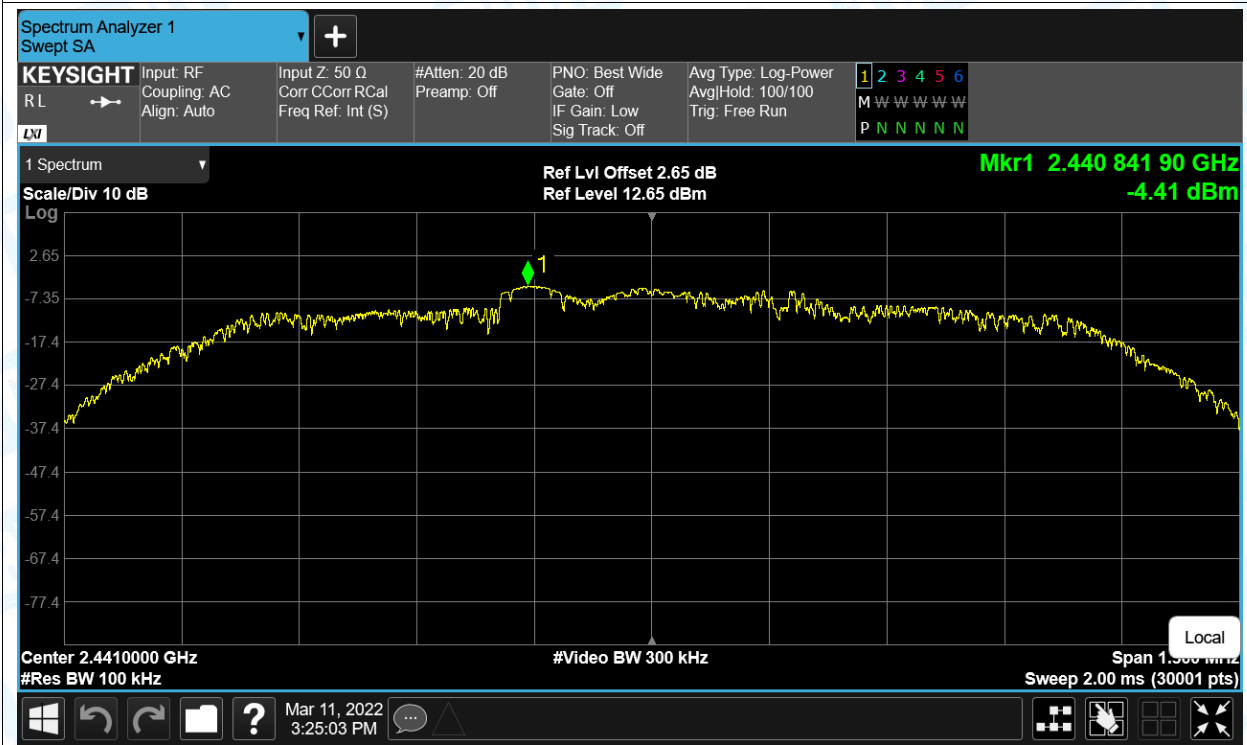 Spectrum Analyzer 1
Swept SA
KEYSIGHT
R L
LXI
Input: RF
Coupling: AC
Align: Auto
Input Z: 50 Ω
Corr CCorr RCal
Freq Ref: Int (S)
#Atten: 20 dB
Preamp: Off
PNO: Best Wide
Gate: Off
IF Gain: Low
Sig Track: Off
Avg Type: Log-Power
Avg|Hold: 100/100
Trig: Free Run
1 2 3 4 5 6
M W W W W W
P N N N N N
1 Spectrum
Scale/Div 10 dB
Log
Ref Lvl Offset 2.65 dB
Ref Level 12.65 dBm
Mkr1 2.440 841 90 GHz
-4.41 dBm
1
2.65
-7.35
-17.4
-27.4
-37.4
-47.4
-57.4
-67.4
-77.4
Local
Center 2.4410000 GHz
#Video BW 300 kHz
Span
#Res BW 100 kHz
Sweep 2.00 ms (30001 pts)
?
Mar 11, 2022
3:25:03 PM